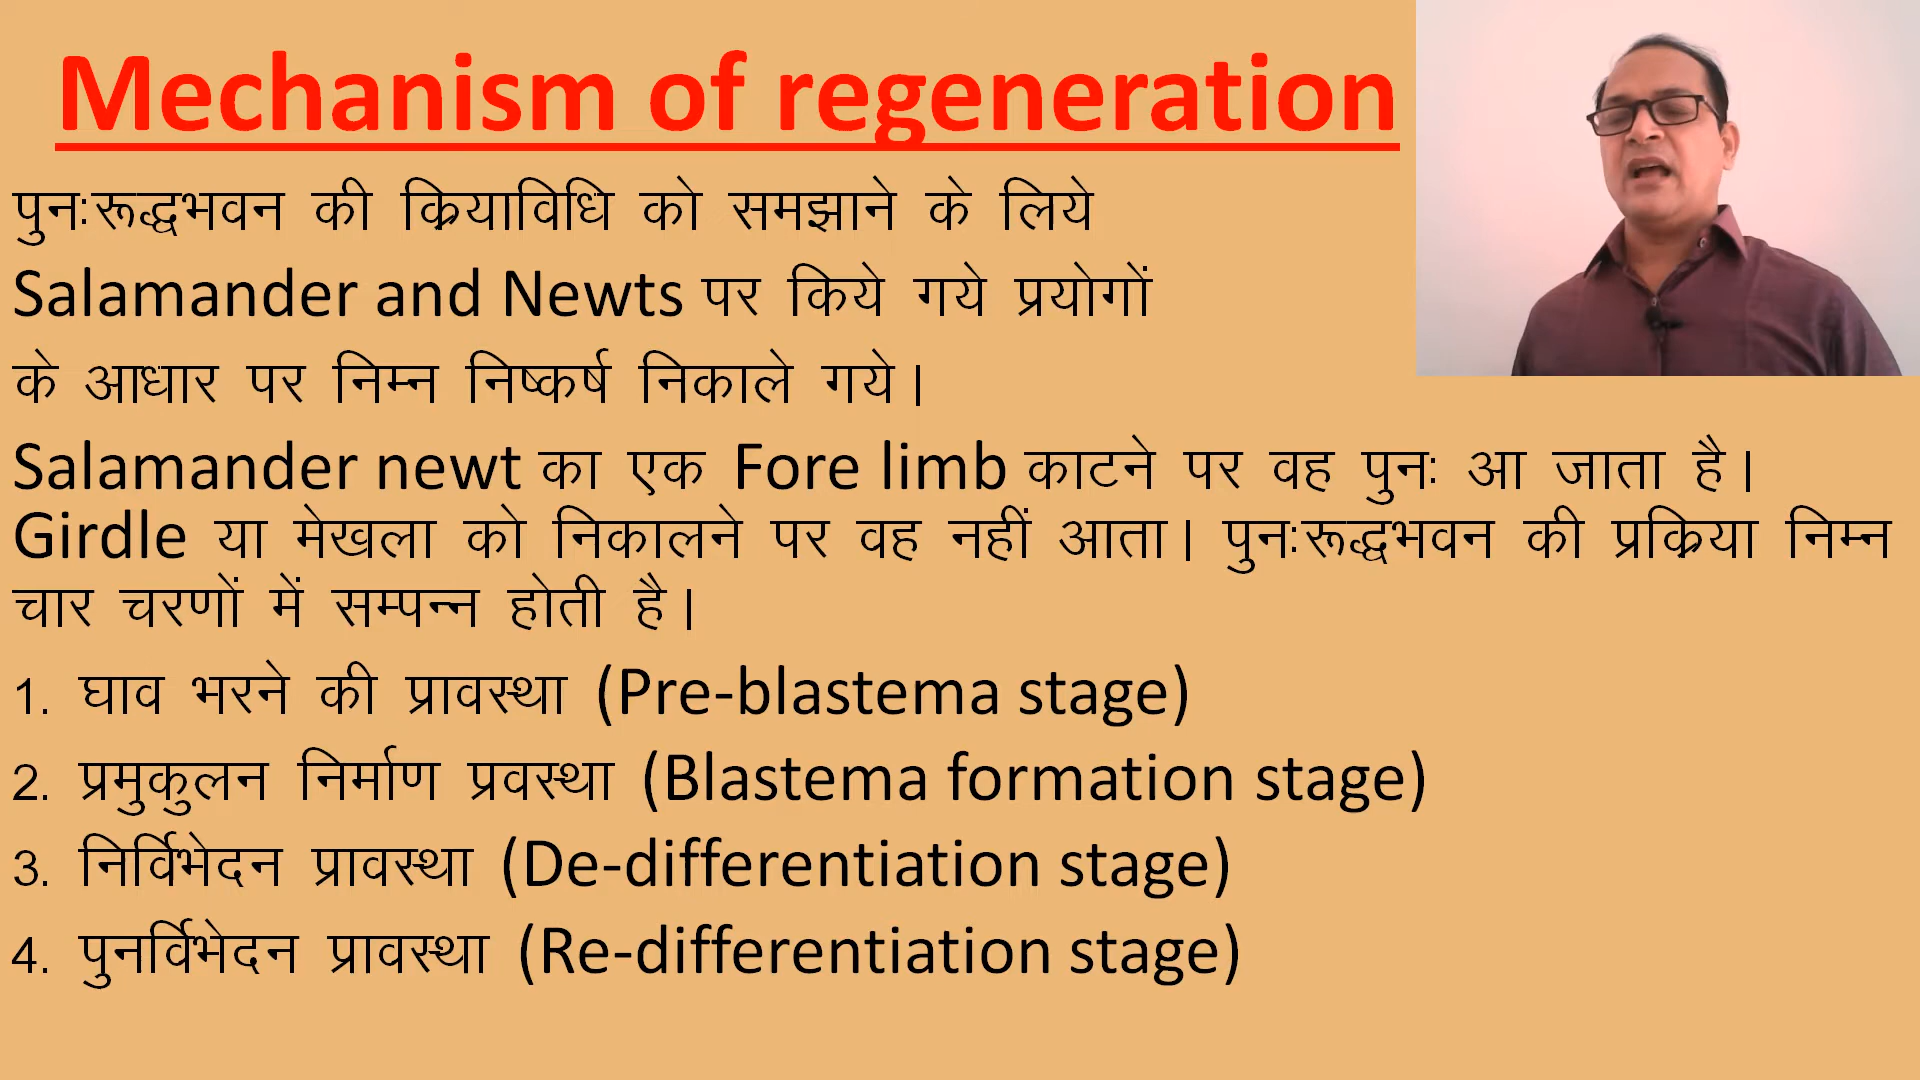 Mechanism of regeneration
पुनःरूद्धभवन की क्रियाविधि को समझाने के लिये
Salamander and Newts पर किये गये प्रयोगों
के आधार पर निम्न निष्कर्ष निकाले गये।
Salamander newt का एक Fore limb काटने पर वह पुनः आ जाता है।
Girdle या मेखला को निकालने पर वह नहीं आता। पुनःरूद्धभवन की प्रक्रिया निम्न
चार चरणों में सम्पन्न होती है।
1. घाव भरने की प्रावस्था (Pre-blastema stage)
2. प्रमुकुलन निर्माण प्रवस्था (Blastema formation stage)
3. निर्विभेदन प्रावस्था (De-differentiation stage)
4. पुनर्विभेदन प्रावस्था (Re-differentiation stage)